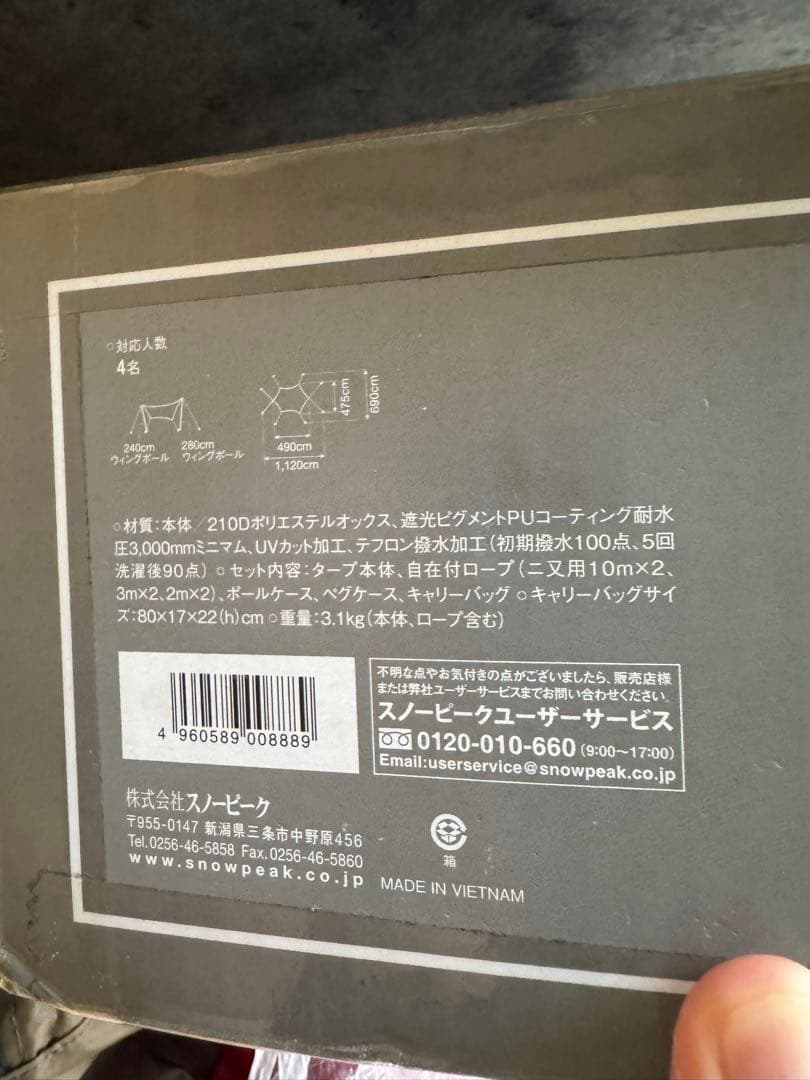 ○対応人数
4名
240cm
ウィングポール
280cm
ウィングポール
475cm
690cm
490cm
1,120cm
○材質:本体/210Dポリエステルオックス、遮光ピグメントPUコーティング耐水
圧3,000mmミニマム、UVカット加工、テフロン撥水加工(初期撥水100点、5回
洗濯後90点) ○セット内容:タープ本体、自在付ロープ(二又用10m×2、
3m×2、2m×2)、ポールケース、ペグケース、キャリーバッグ ○キャリーバッグサイ
ズ:80×17×22(h)cm ○重量:3.1kg(本体、ロープ含む)
4 960589 008889
不明な点やお気付きの点がございましたら、販売店様
または弊社ユーザーサービスまでお問い合わせください。
スノーピークユーザーサービス
0120-010-660 (9:00~17:00)
Email:userservice@snowpeak.co.jp
株式会社スノーピーク
〒955-0147 新潟県三条市中野原456
Tel.0256-46-5858 Fax.0256-46-5860
www.snowpeak.co.jp
箱
MADE IN VIETNAM